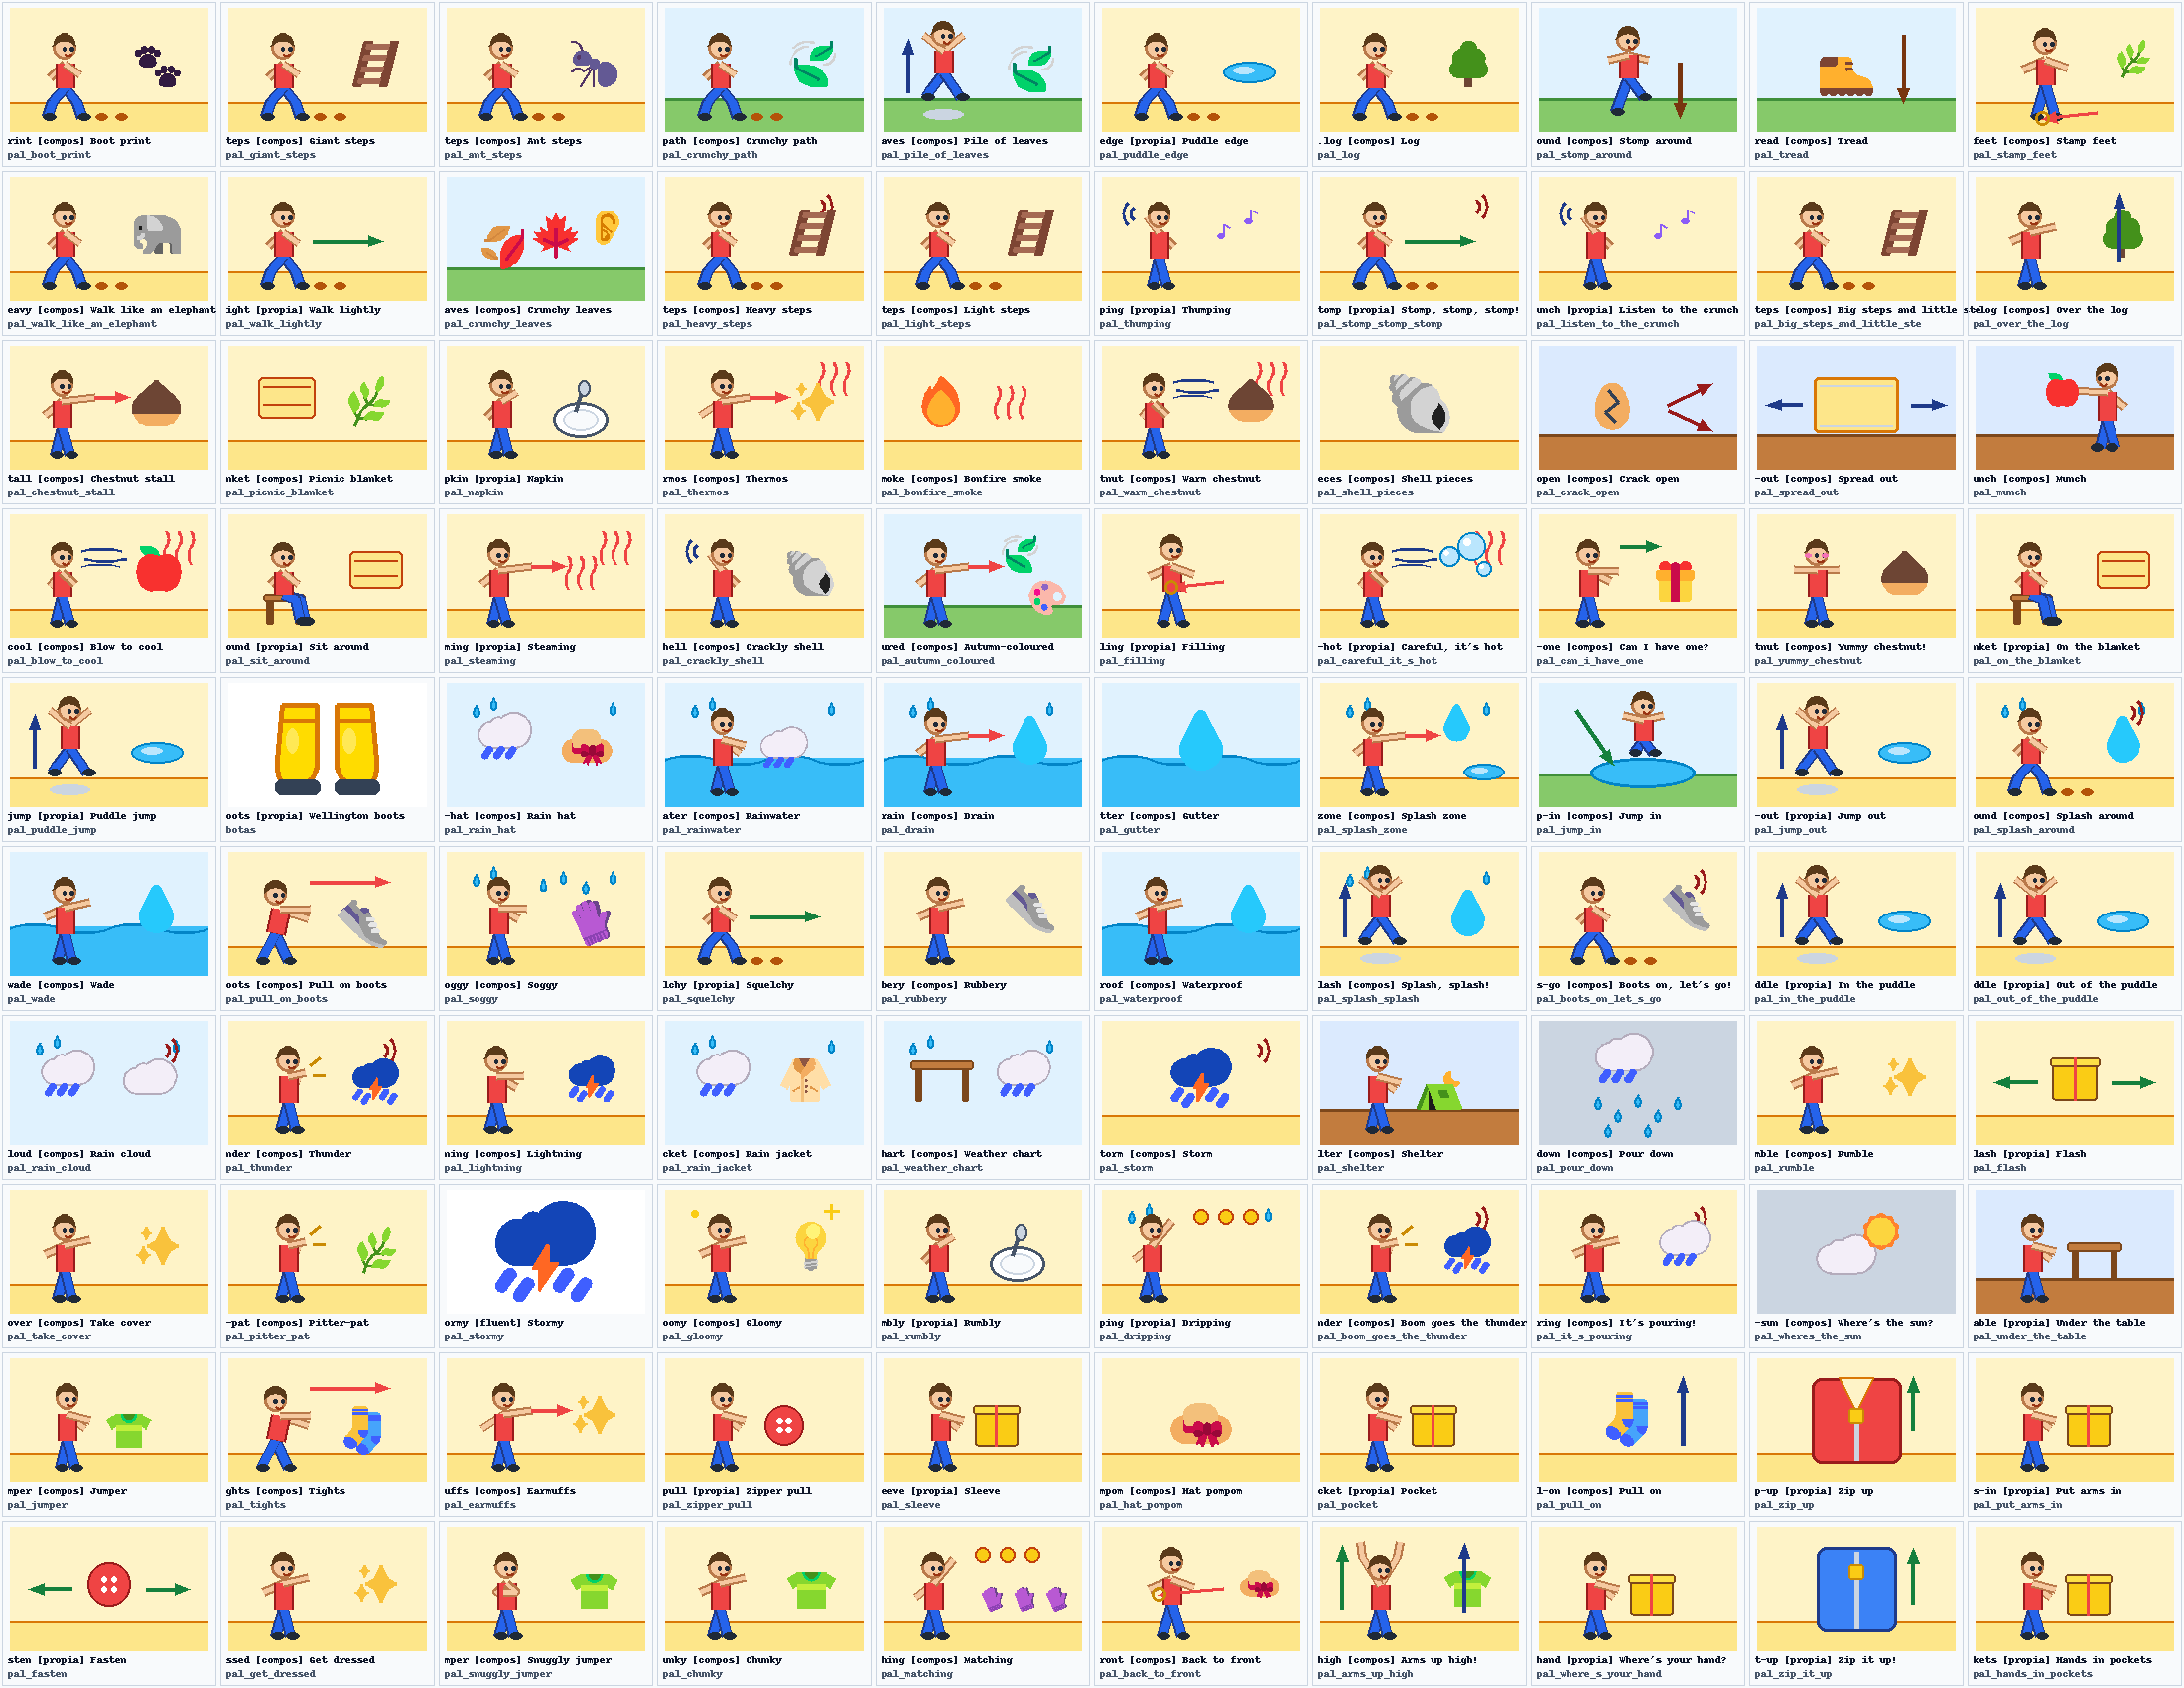 rint [compos] Boot print
pal_boot_print
teps [compos] Giant steps
pal_giant_steps
teps [compos] Ant steps
pal_ant_steps
path [compos] Crunchy path
pal_crunchy_path
aves [compos] Pile of leaves
pal_pile_of_leaves
edge [propia] Puddle edge
pal_puddle_edge
.log [compos] Log
pal_log
ound [compos] Stomp around
pal_stomp_around
read [compos] Tread
pal_tread
feet [compos] Stamp feet
pal_stamp_feet
eavy [compos] Walk like an elephant
pal_walk_like_an_elephant
ight [propia] Walk lightly
pal_walk_lightly
aves [compos] Crunchy leaves
pal_crunchy_leaves
teps [compos] Heavy steps
pal_heavy_steps
teps [compos] Light steps
pal_light_steps
ping [propia] Thumping
pal_thumping
tomp [propia] Stomp, stomp, stomp!
pal_stomp_stomp_stomp
unch [propia] Listen to the crunch
pal_listen_to_the_crunch
teps [compos] Big steps and little ste
pal_big_steps_and_little_ste
elog [compos] Over the log
pal_over_the_log
tall [compos] Chestnut stall
pal_chestnut_stall
nket [compos] Picnic blanket
pal_picnic_blanket
pkin [propia] Napkin
pal_napkin
rmos [compos] Thermos
pal_thermos
moke [compos] Bonfire smoke
pal_bonfire_smoke
tnut [compos] Warm chestnut
pal_warm_chestnut
eces [compos] Shell pieces
pal_shell_pieces
open [compos] Crack open
pal_crack_open
-out [compos] Spread out
pal_spread_out
unch [compos] Munch
pal_munch
cool [compos] Blow to cool
pal_blow_to_cool
ound [propia] Sit around
pal_sit_around
ming [propia] Steaming
pal_steaming
hell [compos] Crackly shell
pal_crackly_shell
ured [compos] Autumn-coloured
pal_autumn_coloured
ling [propia] Filling
pal_filling
-hot [propia] Careful, it's hot
pal_careful_it_s_hot
-one [compos] Can I have one?
pal_can_i_have_one
tnut [propia] Yummy chestnut!
pal_yummy_chestnut
nket [propia] On the blanket
pal_on_the_blanket
jump [propia] Puddle jump
pal_puddle_jump
oots [propia] Wellington boots
botas
-hat [compos] Rain hat
pal_rain_hat
ater [compos] Rainwater
pal_rainwater
rain [compos] Drain
pal_drain
tter [compos] Gutter
pal_gutter
zone [compos] Splash zone
pal_splash_zone
p-in [compos] Jump in
pal_jump_in
-out [propia] Jump out
pal_jump_out
ound [compos] Splash around
pal_splash_around
wade [compos] Wade
pal_wade
oots [compos] Pull on boots
pal_pull_on_boots
oggy [compos] Soggy
pal_soggy
lchy [propia] Squelchy
pal_squelchy
bery [compos] Rubbery
pal_rubbery
roof [compos] Waterproof
pal_waterproof
lash [compos] Splash, splash!
pal_splash_splash
s-go [compos] Boots on, let's go!
pal_boots_on_let_s_go
ddle [propia] In the puddle
pal_in_the_puddle
ddle [propia] Out of the puddle
pal_out_of_the_puddle
loud [compos] Rain cloud
pal_rain_cloud
nder [compos] Thunder
pal_thunder
ning [compos] Lightning
pal_lightning
cket [compos] Rain jacket
pal_rain_jacket
hart [compos] Weather chart
pal_weather_chart
torm [compos] Storm
pal_storm
lter [compos] Shelter
pal_shelter
down [compos] Pour down
pal_pour_down
mble [compos] Rumble
pal_rumble
lash [propia] Flash
pal_flash
over [compos] Take cover
pal_take_cover
-pat [compos] Pitter-pat
pal_pitter_pat
ormy [fluent] Stormy
pal_stormy
oomy [compos] Gloomy
pal_gloomy
mbly [propia] Rumbly
pal_rumbly
ping [propia] Dripping
pal_dripping
nder [compos] Boom goes the thunder
pal_boom_goes_the_thunder
ring [compos] It's pouring!
pal_it_s_pouring
-sun [compos] Where's the sun?
pal_wheres_the_sun
able [propia] Under the table
pal_under_the_table
mper [compos] Jumper
pal_jumper
ghts [compos] Tights
pal_tights
uffs [compos] Earmuffs
pal_earmuffs
pull [propia] Zipper pull
pal_zipper_pull
eeve [propia] Sleeve
pal_sleeve
mpom [compos] Hat pompom
pal_hat_pompom
cket [propia] Pocket
pal_pocket
l-on [compos] Pull on
pal_pull_on
p-up [propia] Zip up
pal_zip_up
s-in [propia] Put arms in
pal_put_arms_in
sten [propia] Fasten
pal_fasten
ssed [compos] Get dressed
pal_get_dressed
mper [compos] Snuggly jumper
pal_snuggly_jumper
unky [compos] Chunky
pal_chunky
hing [compos] Matching
pal_matching
ront [compos] Back to front
pal_back_to_front
high [compos] Arms up high!
pal_arms_up_high
hand [propia] Where's your hand?
pal_where_s_your_hand
t-up [propia] Zip it up!
pal_zip_it_up
kets [propia] Hands in pockets
pal_hands_in_pockets